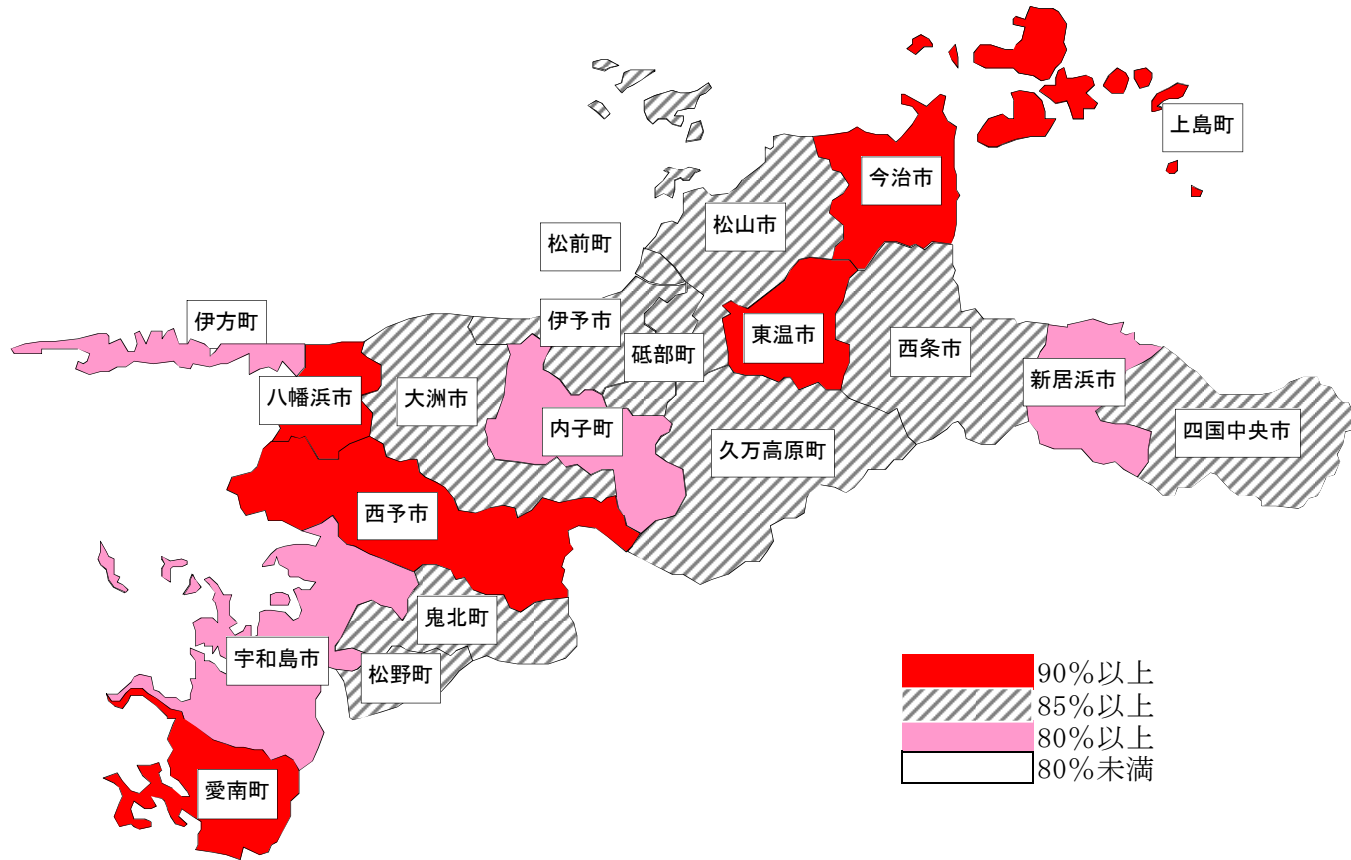 上島町
今治市
松山市
松前町
伊方町
伊予市
東温市
砥部町
西条市
新居浜市
八幡浜市
大洲市
内子町
久万高原町
四国中央市
西予市
鬼北町
宇和島市
松野町
愛南町
90%以上
85%以上
80%以上
80%未満